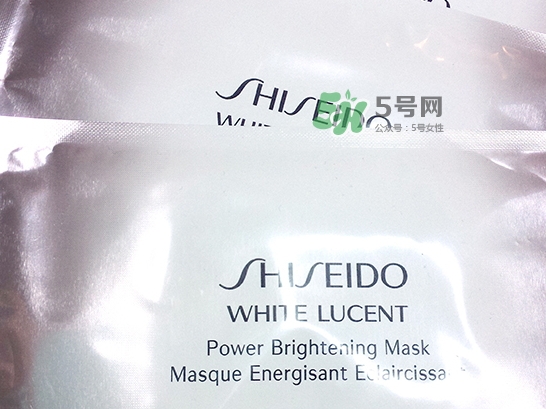 SHISEIDO
5号网
公众号：5号女性
SHISEIDO
WHITE LUCENT
Power Brightening Mask
Masque Energisant Eclaircissa